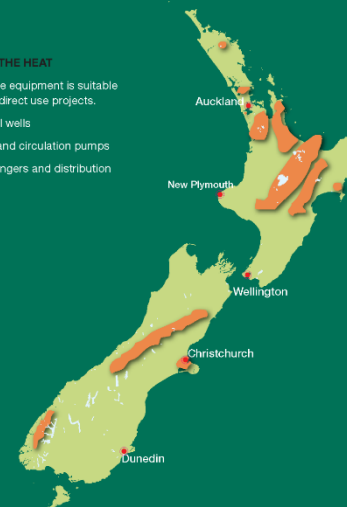 THE HEAT
e equipment is suitable
direct use projects.
l wells
and circulation pumps
ngers and distribution
Auckland
New Plymouth
Wellington
Christchurch
Dunedin